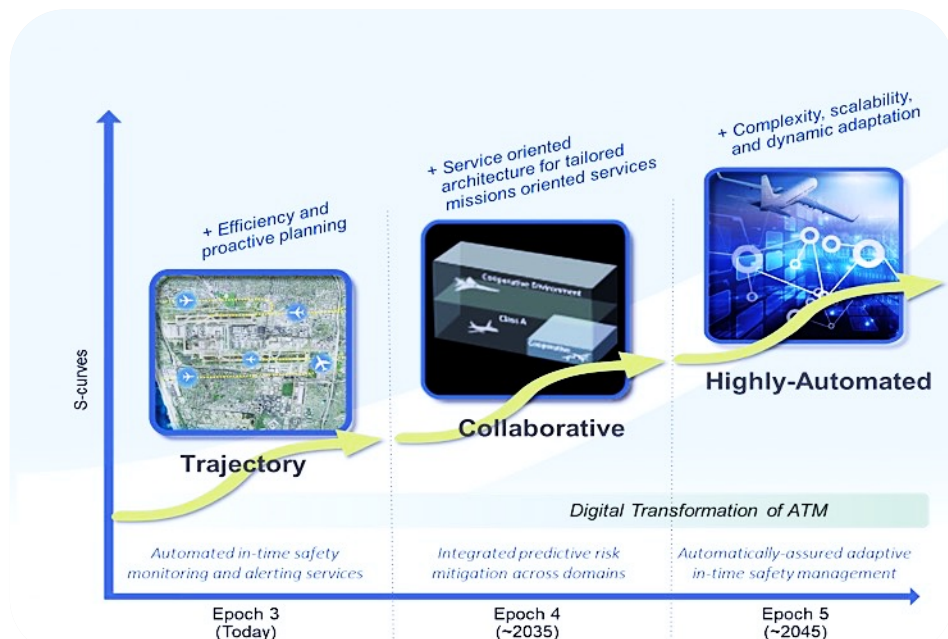 + Complexity, scalability,
and dynamic adaptation
+ Service oriented
architecture for tailored
missions oriented services
+ Efficiency and
proactive planning
Cooperative Environment
Class A
Cooperative
Highly-Automated
Collaborative
Trajectory
S-curves
Digital Transformation of ATM
Automated in-time safety
monitoring and alerting services
Integrated predictive risk
mitigation across domains
Automatically-assured adaptive
in-time safety management
Epoch 3
(Today)
Epoch 4
(~2035)
Epoch 5
(~2045)